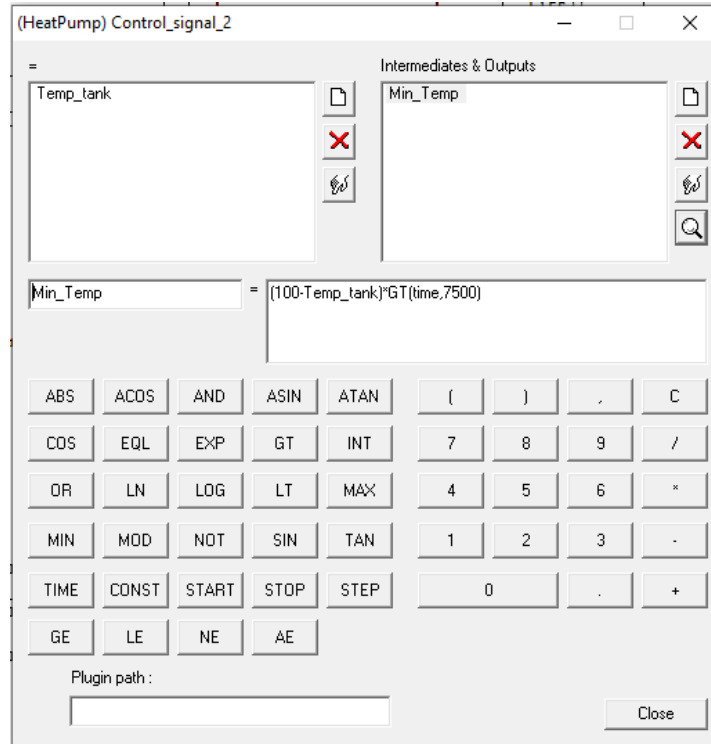 (HeatPump) Control_signal_2
=
Intermediates & Outputs
Temp_tank
Min_Temp
Min_Temp
=
(100-Temp_tank)*GT(time,7500)
ABS ACOS AND ASIN ATAN ( ) , C
COS EQL EXP GT INT 7 8 9 /
OR LN LOG LT MAX 4 5 6 *
MIN MOD NOT SIN TAN 1 2 3 -
TIME CONST START STOP STEP 0 . +
GE LE NE AE
Plugin path :
Close